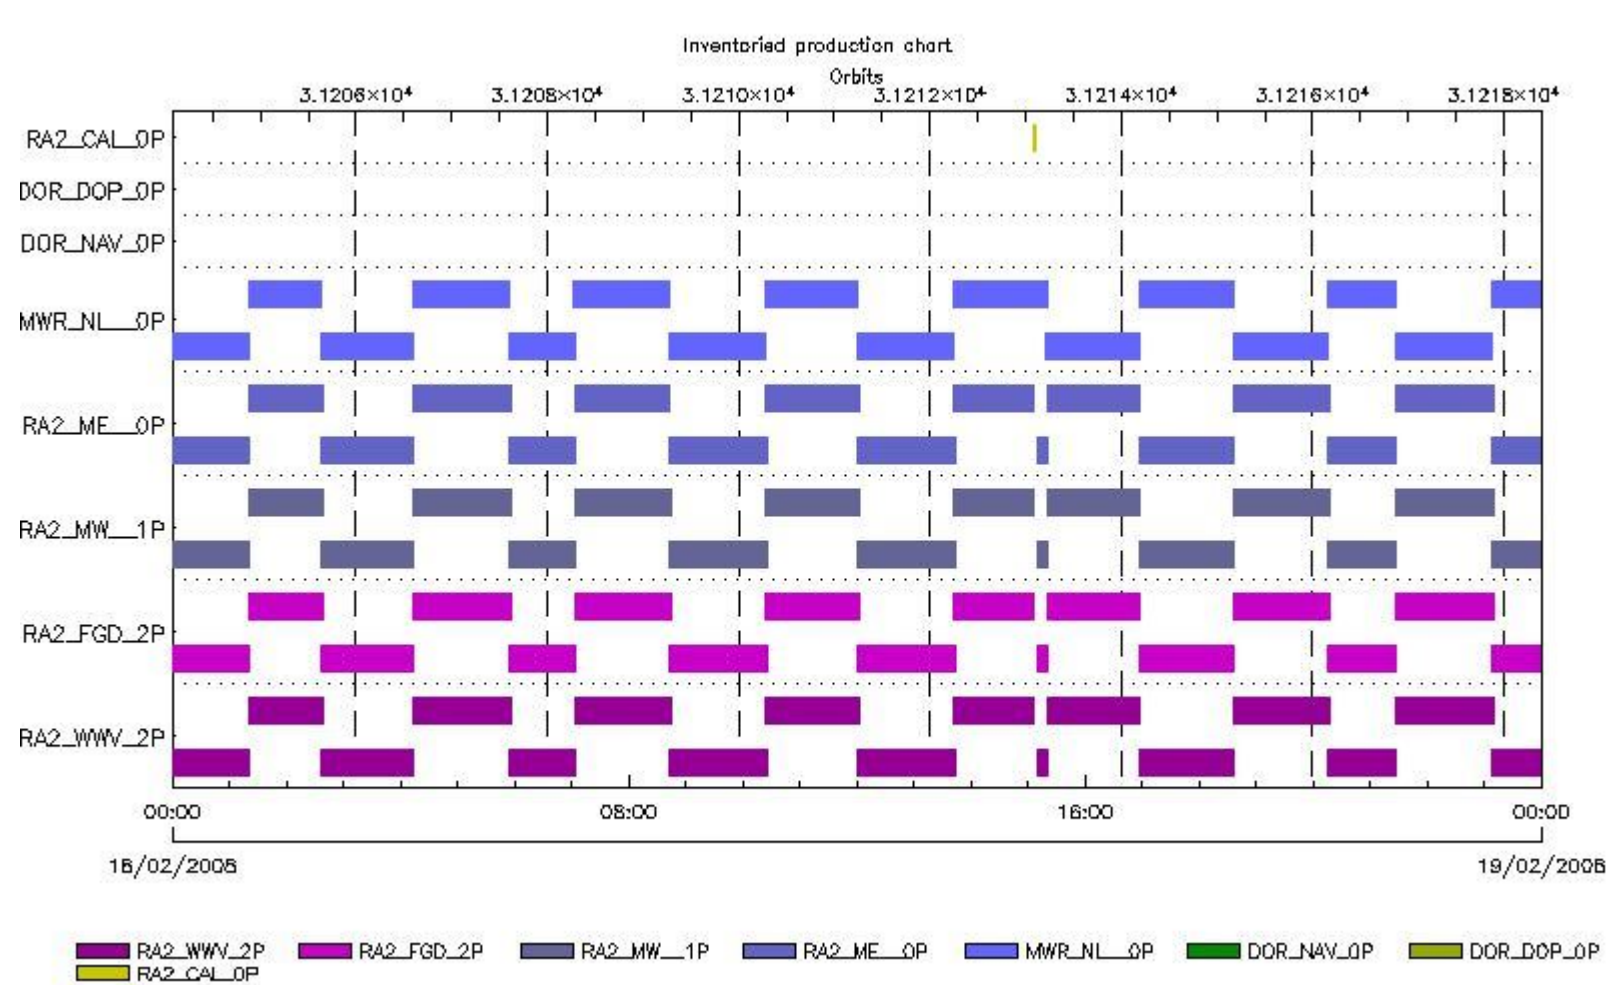 Inventoried production chart
Orbits
3.1206×10⁴ 3.1208×10⁴ 3.1210×10⁴ 3.1212×10⁴ 3.1214×10⁴ 3.1216×10⁴ 3.1218×10⁴
RA2_CAL_0P
DOR_DOP_0P
DOR_NAV_0P
MWR_NL__0P
RA2_ME__0P
RA2_MW__1P
RA2_FGD_2P
RA2_WWV_2P
00:00 08:00 16:00 00:00
18/02/2008 19/02/2008
RA2_WWV_2P RA2_FGD_2P RA2_MW__1P RA2_ME__0P MWR_NL__0P DOR_NAV_0P DOR_DOP_0P
RA2_CAL_0P